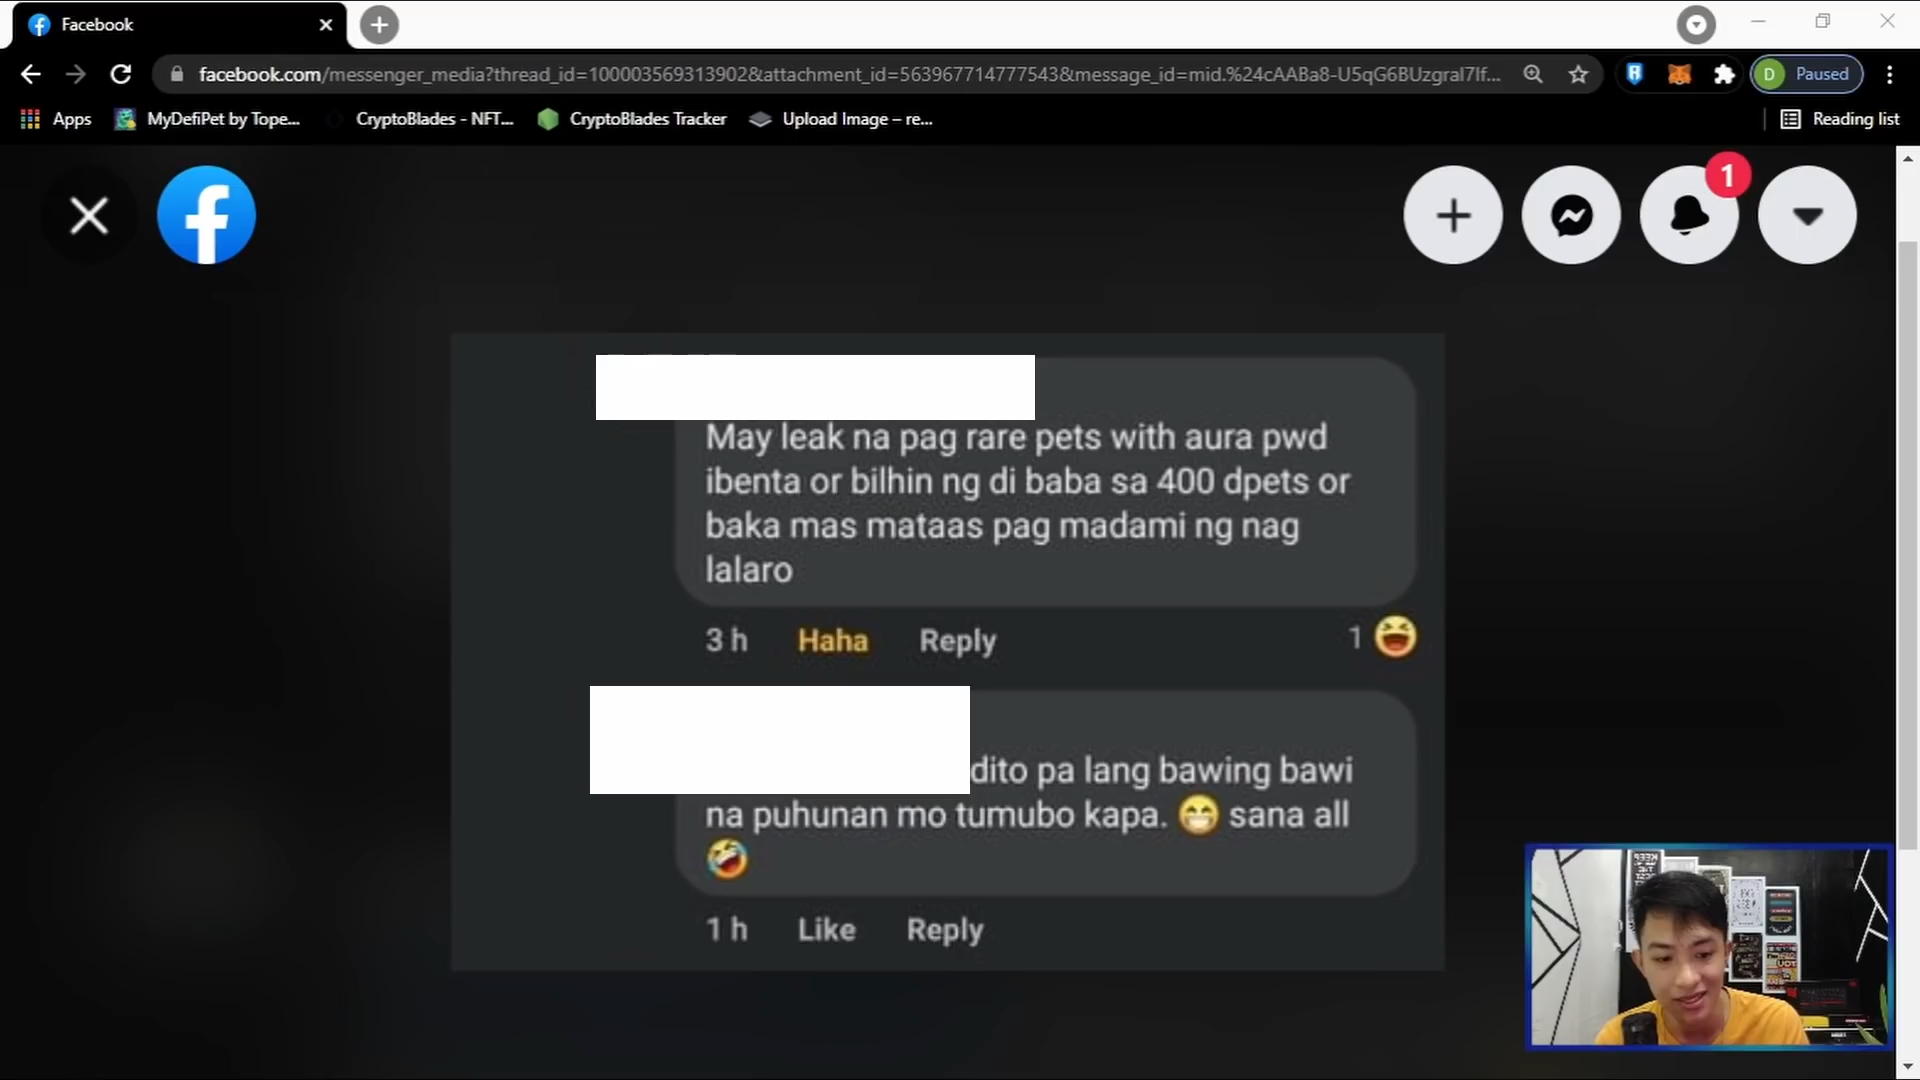 Facebook
facebook.com/messenger_media?thread_id=100003569313902&attachment_id=563967714777543&message_id=mid.%24cAABa8-U5qG6BUzgral7lf...
D Paused
Apps
MyDefiPet by Tope...
CryptoBlades - NFT...
CryptoBlades Tracker
Upload Image – re...
Reading list
1
May leak na pag rare pets with aura pwd
ibenta or bilhin ng di baba sa 400 dpets or
baka mas mataas pag madami ng nag
lalaro
3 h Haha Reply 1 😆
dito pa lang bawing bawi
na puhunan mo tumubo kapa. 😁 sana all
🤣
1 h Like Reply